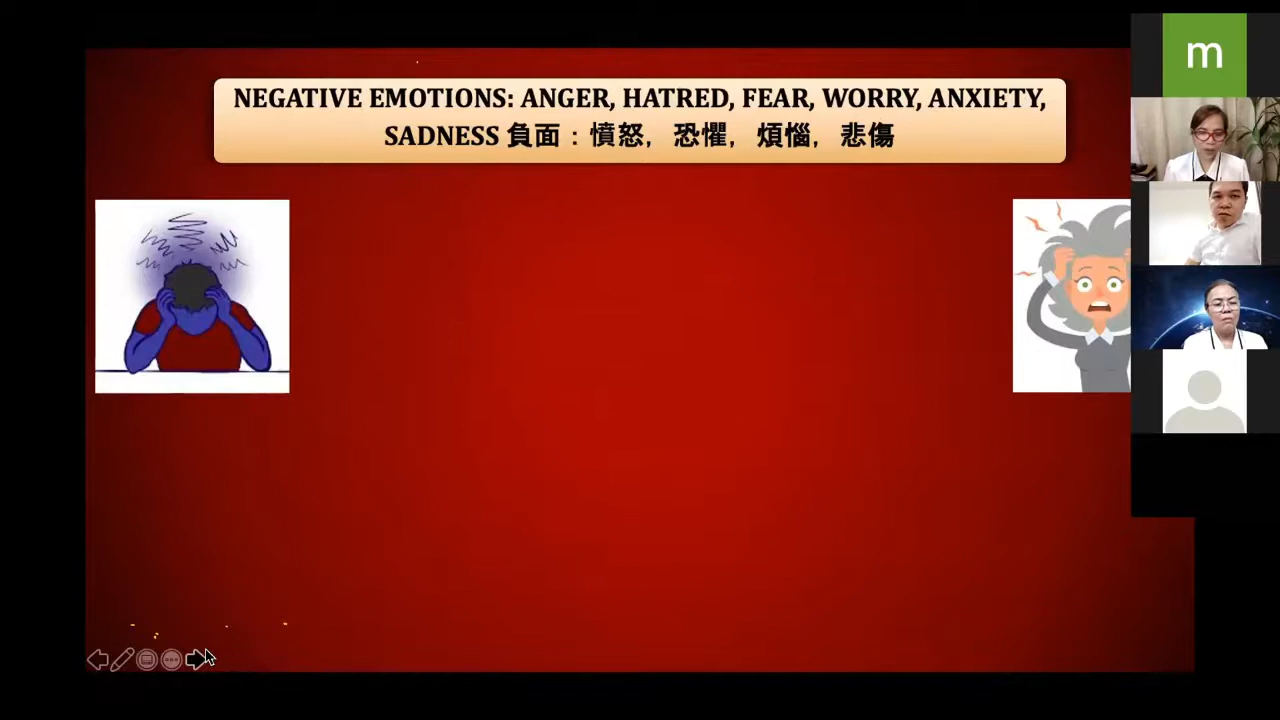 NEGATIVE EMOTIONS: ANGER, HATRED, FEAR, WORRY, ANXIETY,
SADNESS 負面：憤怒, 恐懼, 煩惱, 悲傷
m